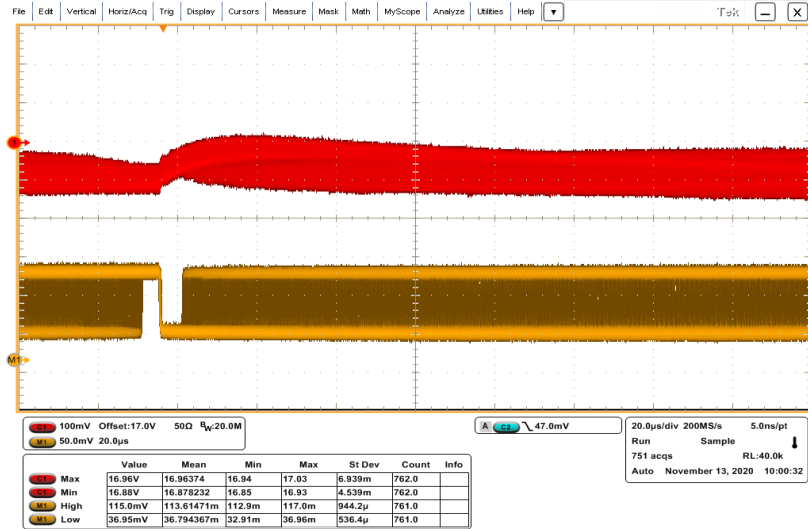 File Edit Vertical Horiz/Acq Trig Display Cursors Measure Mask Math MyScope Analyze Utilities Help Tek X
1
M1
C1 100mV Offset:17.0V 50Ω BW:20.0M
M1 50.0mV 20.0µs
A C2 47.0mV
20.0µs/div 200MS/s 5.0ns/pt
Run Sample
751 acqs RL:40.0k
Auto November 13, 2020 10:00:32
Value Mean Min Max St Dev Count Info
C1 Max 16.96V 16.96374 16.94 17.03 6.939m 762.0
C1 Min 16.88V 16.878232 16.85 16.93 4.539m 762.0
M1 High 115.0mV 113.61471m 112.9m 117.0m 944.2µ 761.0
M1 Low 36.95mV 36.794367m 32.91m 36.96m 536.4µ 761.0